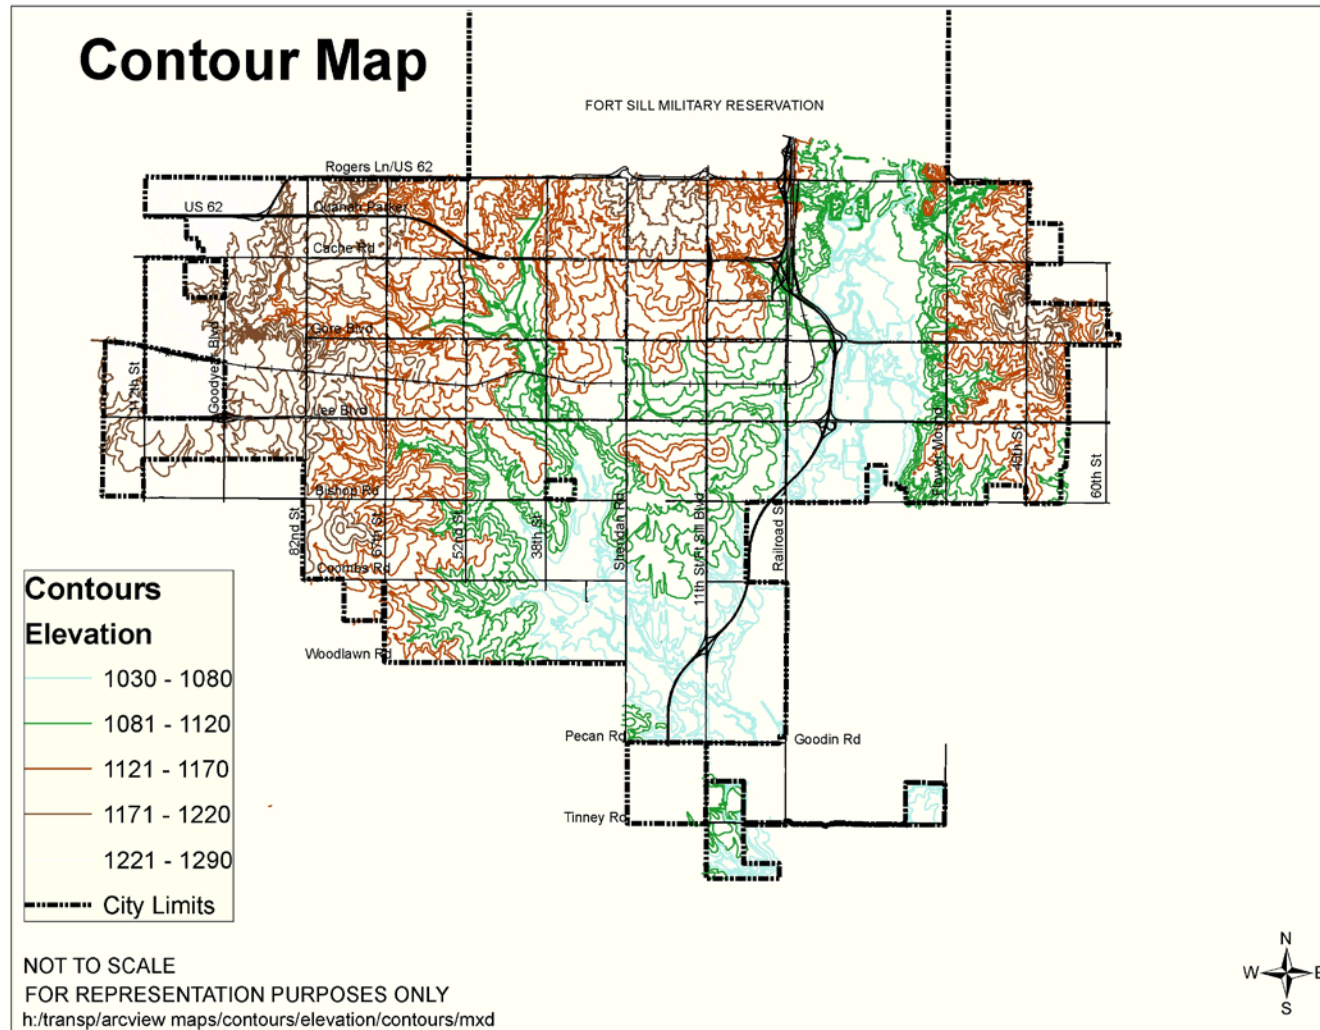 Contour Map
FORT SILL MILITARY RESERVATION
Rogers Ln/US 62
US 62
Quanah Parker
Cache Rd
Gore Blvd
Goodyear Blvd
112th St
Lee Blvd
Bishop Rd
82nd St
67th St
52nd St
38th St
Sheridan Rd
11th St/Ft Sill Blvd
Railroad St
Flower Mound
45th St
60th St
Coombs Rd
Woodlawn Rd
Pecan Rd
Goodin Rd
Tinney Rd
Contours
Elevation
1030 - 1080
1081 - 1120
1121 - 1170
1171 - 1220
1221 - 1290
City Limits
NOT TO SCALE
FOR REPRESENTATION PURPOSES ONLY
h:/transp/arcview maps/contours/elevation/contours/mxd
N
W E
S